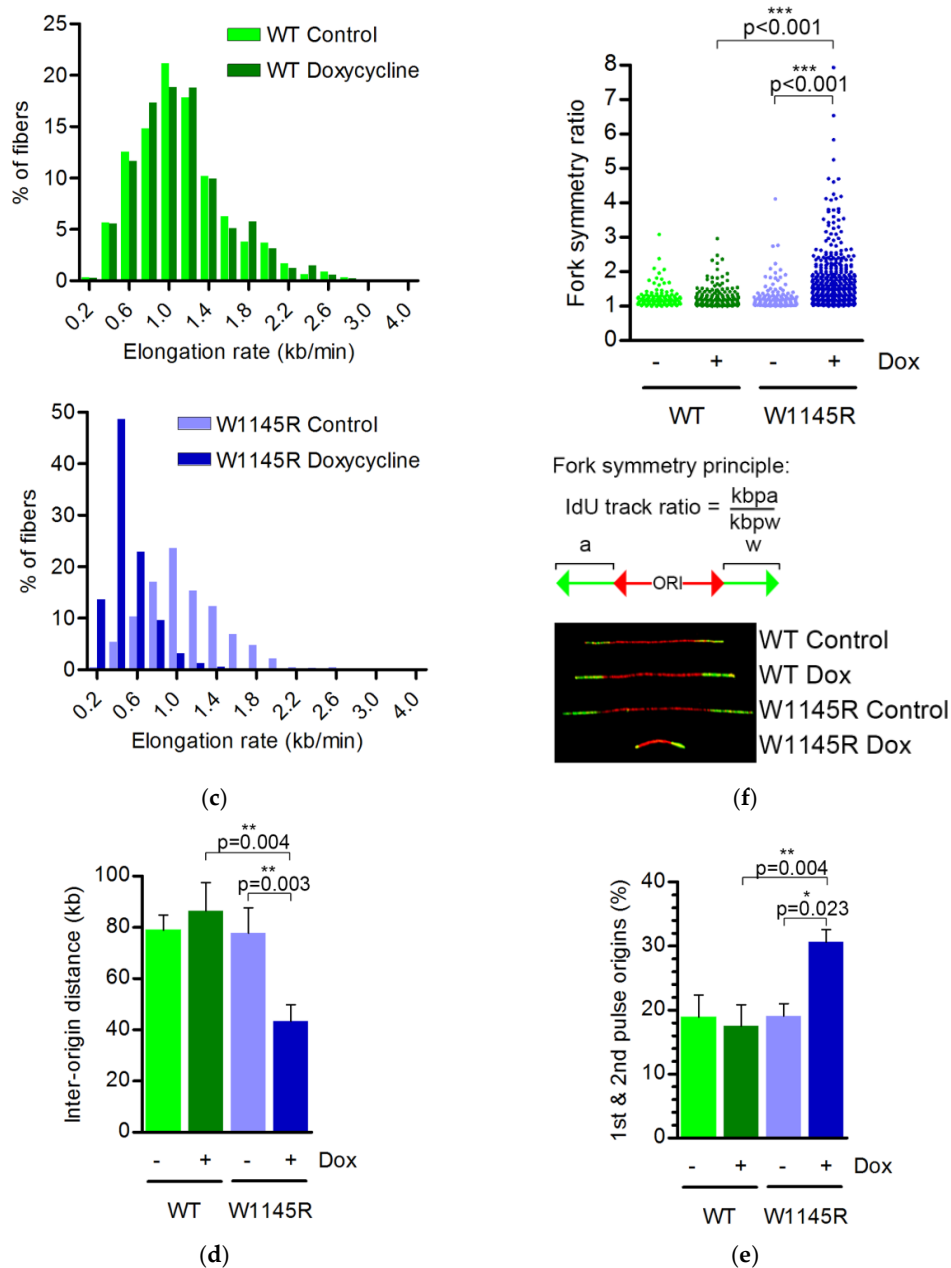 WT Control
WT Doxycycline
% of fibers
25
20
15
10
5
0
0.2 0.6 1.0 1.4 1.8 2.2 2.6 3.0 4.0
Elongation rate (kb/min)
W1145R Control
W1145R Doxycycline
% of fibers
50
40
30
20
10
0
0.2 0.6 1.0 1.4 1.8 2.2 2.6 3.0 4.0
Elongation rate (kb/min)
(c)
***
p<0.001
***
p<0.001
Fork symmetry ratio
8
7
6
5
4
3
2
1
0
- + - + Dox
WT W1145R
Fork symmetry principle:
IdU track ratio = kbpa
kbpw
a w
ORI
WT Control
WT Dox
W1145R Control
W1145R Dox
(f)
**
p=0.004
**
p=0.003
Inter-origin distance (kb)
100
80
60
40
20
0
- + - + Dox
WT W1145R
(d)
**
p=0.004
*
p=0.023
1st & 2nd pulse origins (%)
40
30
20
10
0
- + - + Dox
WT W1145R
(e)